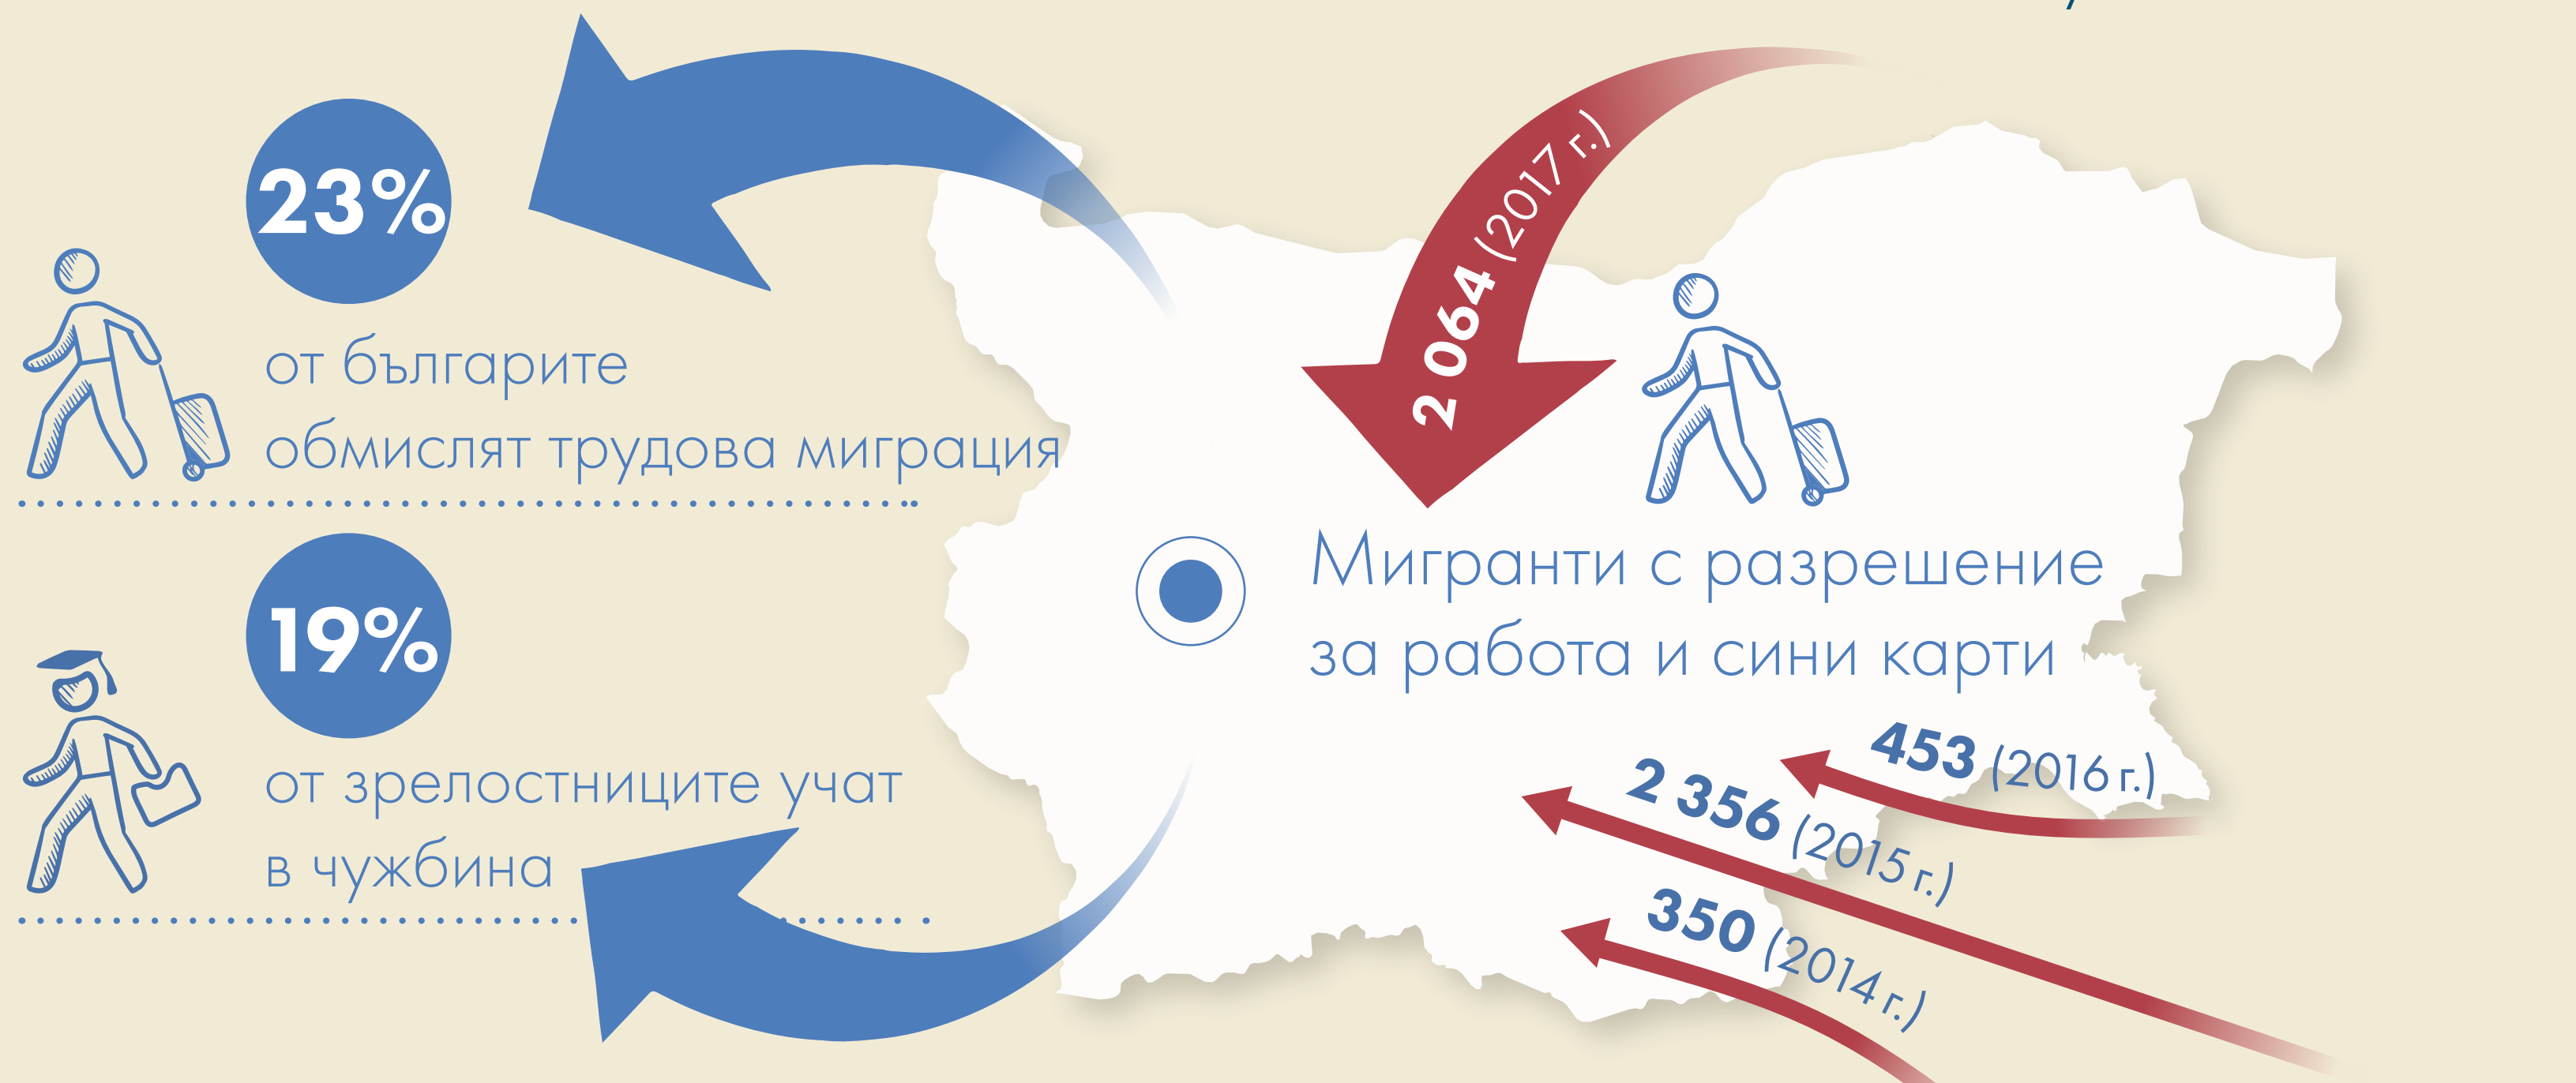 23%
от българите
обмислят трудова миграция
19%
от зрелостниците учат
в чужбина
2 064 (2017 г.)
Мигранти с разрешение
за работа и сини карти
453 (2016 г.)
2 356 (2015 г.)
350 (2014 г.)